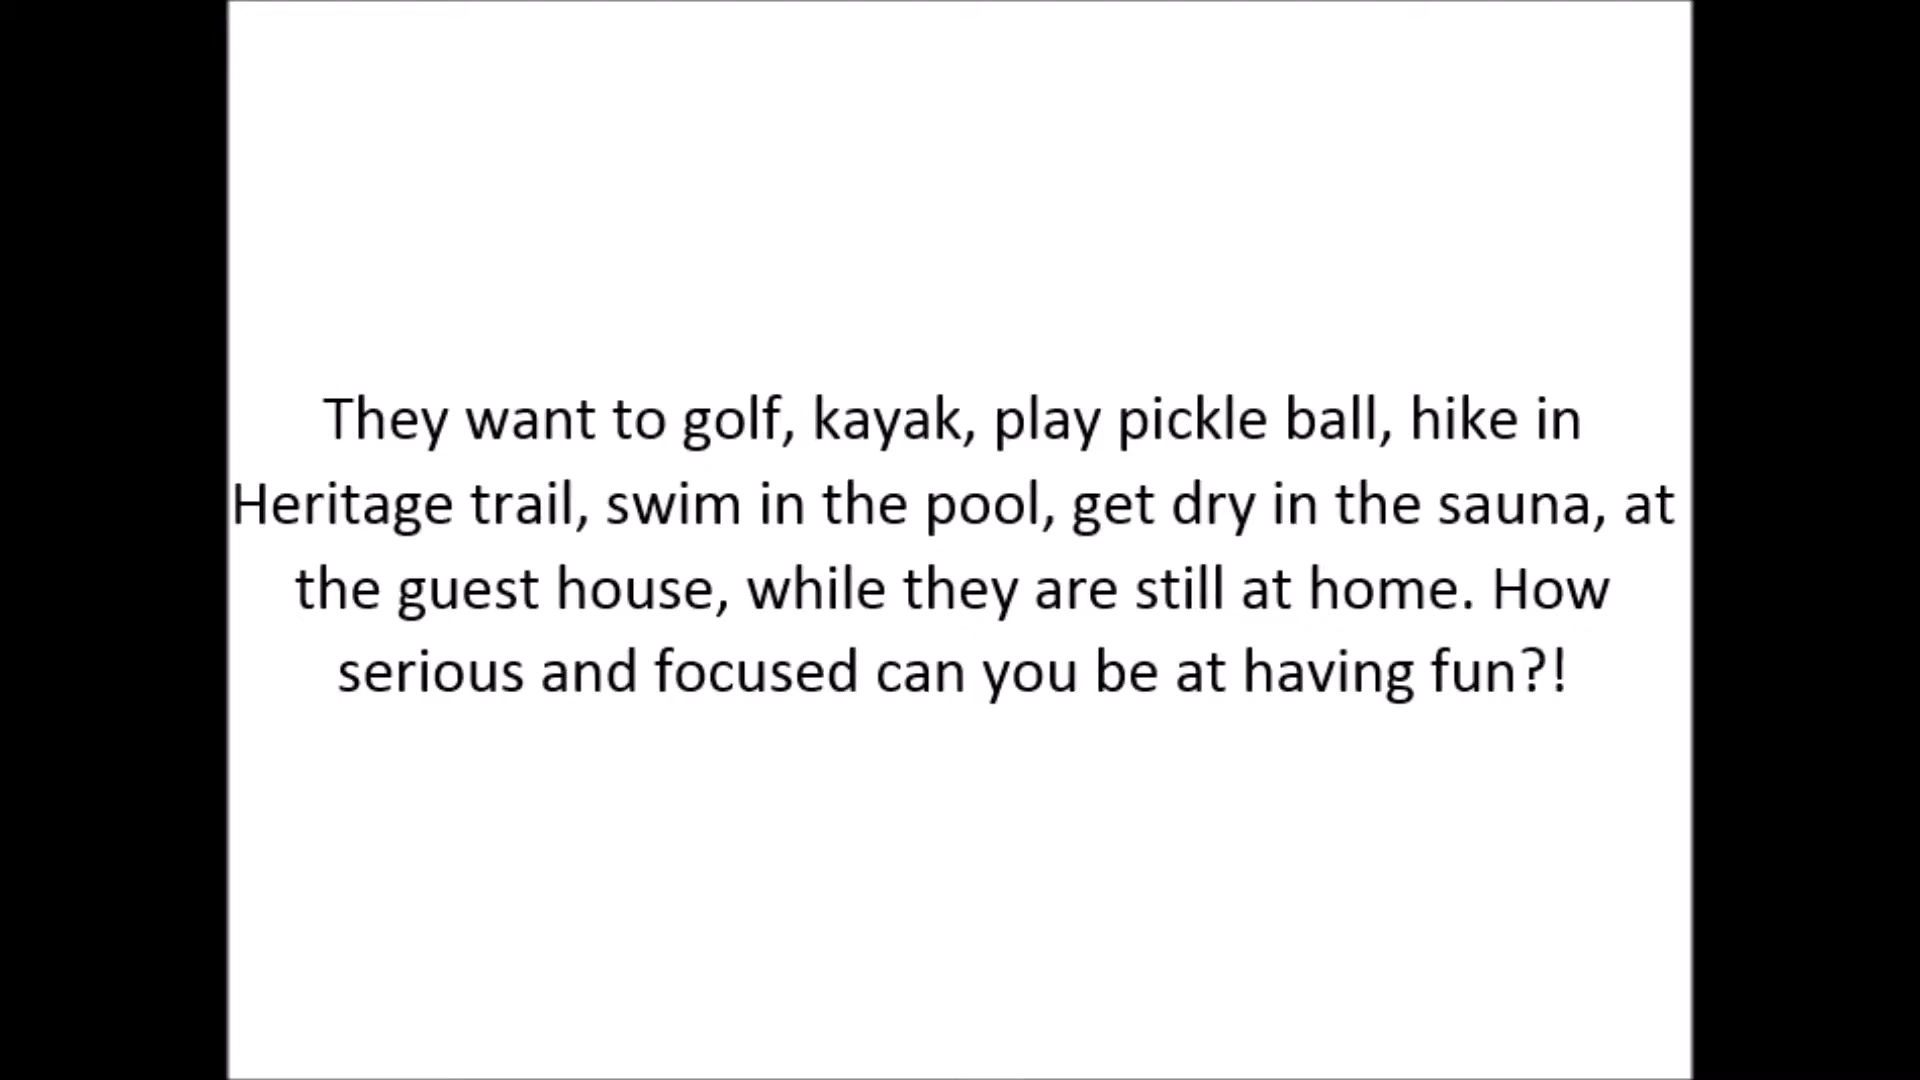 They want to golf, kayak, play pickle ball, hike in
Heritage trail, swim in the pool, get dry in the sauna, at
the guest house, while they are still at home. How
serious and focused can you be at having fun?!